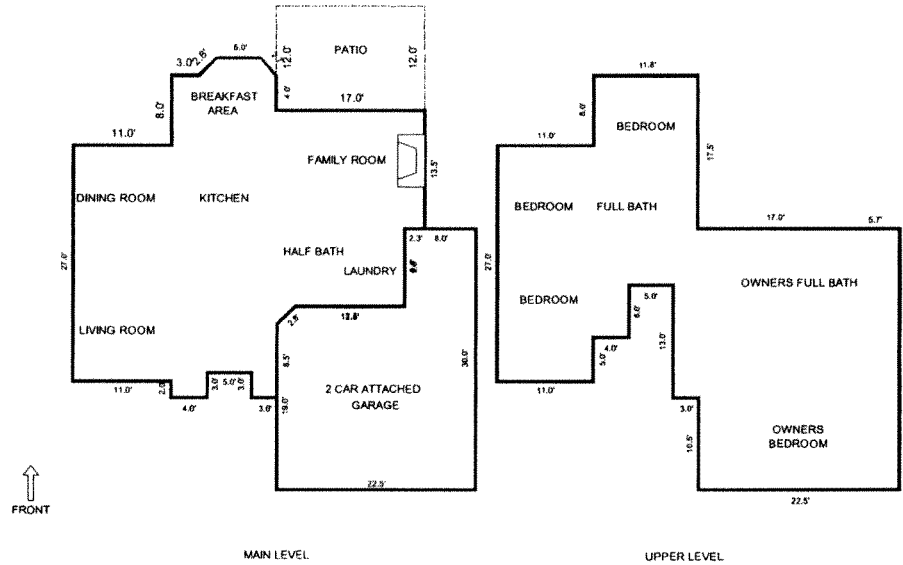 5.0'
3.0'
2.8'
12.0'
PATIO
12.0'
BREAKFAST
AREA
8.0'
4.0'
17.0'
11.0'
FAMILY ROOM
13.5'
DINING ROOM
KITCHEN
HALF BATH
2.3'
8.0'
LAUNDRY
27.0'
2.8'
12.8'
LIVING ROOM
8.5'
30.0'
11.0'
2.0'
3.0'
5.0'
3.0'
4.0'
3.0'
19.0'
2 CAR ATTACHED
GARAGE
22.5'
FRONT
MAIN LEVEL
11.8'
8.0'
BEDROOM
11.0'
17.5'
BEDROOM
FULL BATH
17.0'
5.7'
27.0'
OWNERS FULL BATH
BEDROOM
5.0'
6.0'
13.0'
4.0'
5.0'
11.0'
3.0'
OWNERS
BEDROOM
10.5'
22.5'
UPPER LEVEL